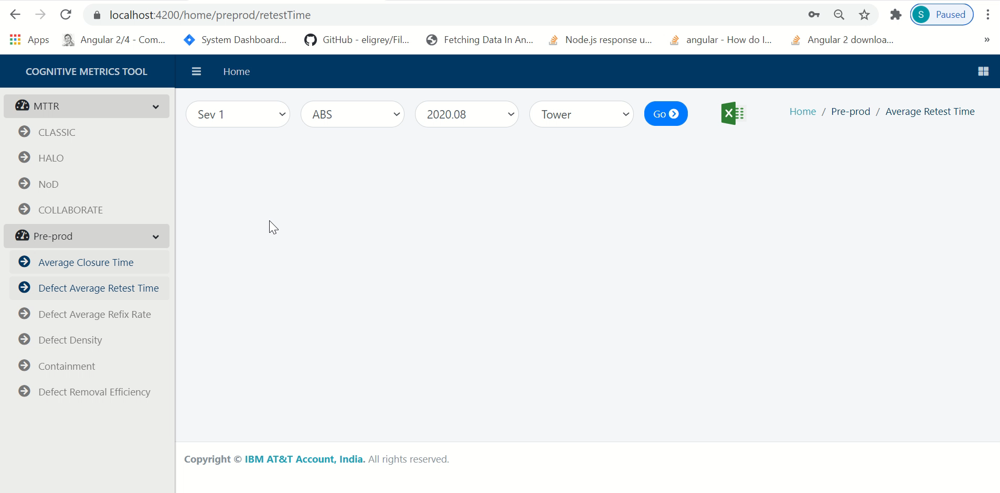 localhost:4200/home/preprod/retestTime
S Paused
Apps Angular 2/4 - Com... System Dashboard... GitHub - eligrey/Fil... Fetching Data In An... Node.js response u... angular - How do I... Angular 2 downloa... »
COGNITIVE METRICS TOOL
Home
MTTR
CLASSIC
HALO
NoD
COLLABORATE
Pre-prod
Average Closure Time
Defect Average Retest Time
Defect Average Refix Rate
Defect Density
Containment
Defect Removal Efficiency
Sev 1 ABS 2020.08 Tower Go X
Home / Pre-prod / Average Retest Time
Copyright © IBM AT&T Account, India. All rights reserved.